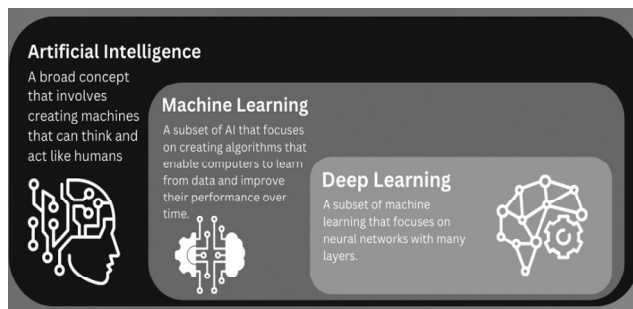 Artificial Intelligence
A broad concept
that involves
creating machines
that can think and
act like humans
Machine Learning
A subset of AI that focuses
on creating algorithms that
enable computers to learn
from data and improve
their performance over
time.
Deep Learning
A subset of machine
learning that focuses on
neural networks with many
layers.